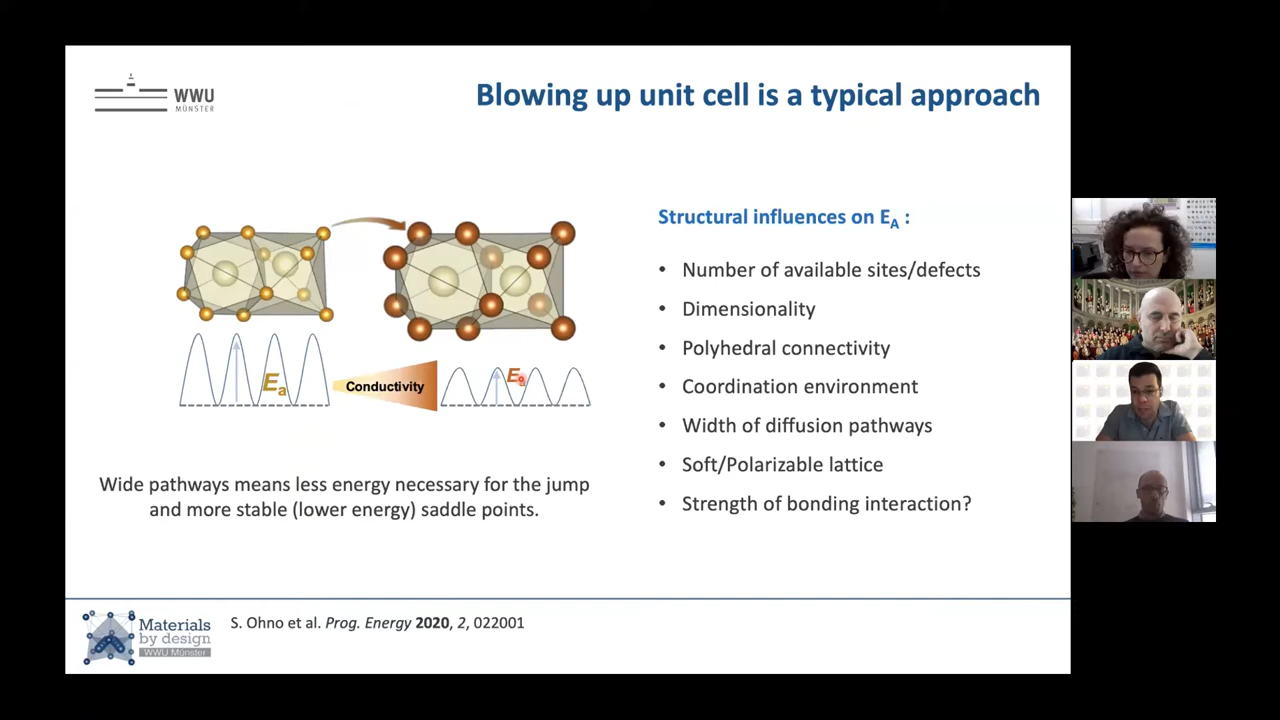 WWU
MÜNSTER
Blowing up unit cell is a typical approach
Structural influences on EA :
• Number of available sites/defects
• Dimensionality
• Polyhedral connectivity
• Coordination environment
• Width of diffusion pathways
• Soft/Polarizable lattice
• Strength of bonding interaction?
Ea
Conductivity
Ea
Wide pathways means less energy necessary for the jump
and more stable (lower energy) saddle points.
Materials
by design
WWU Münster
S. Ohno et al. Prog. Energy 2020, 2, 022001